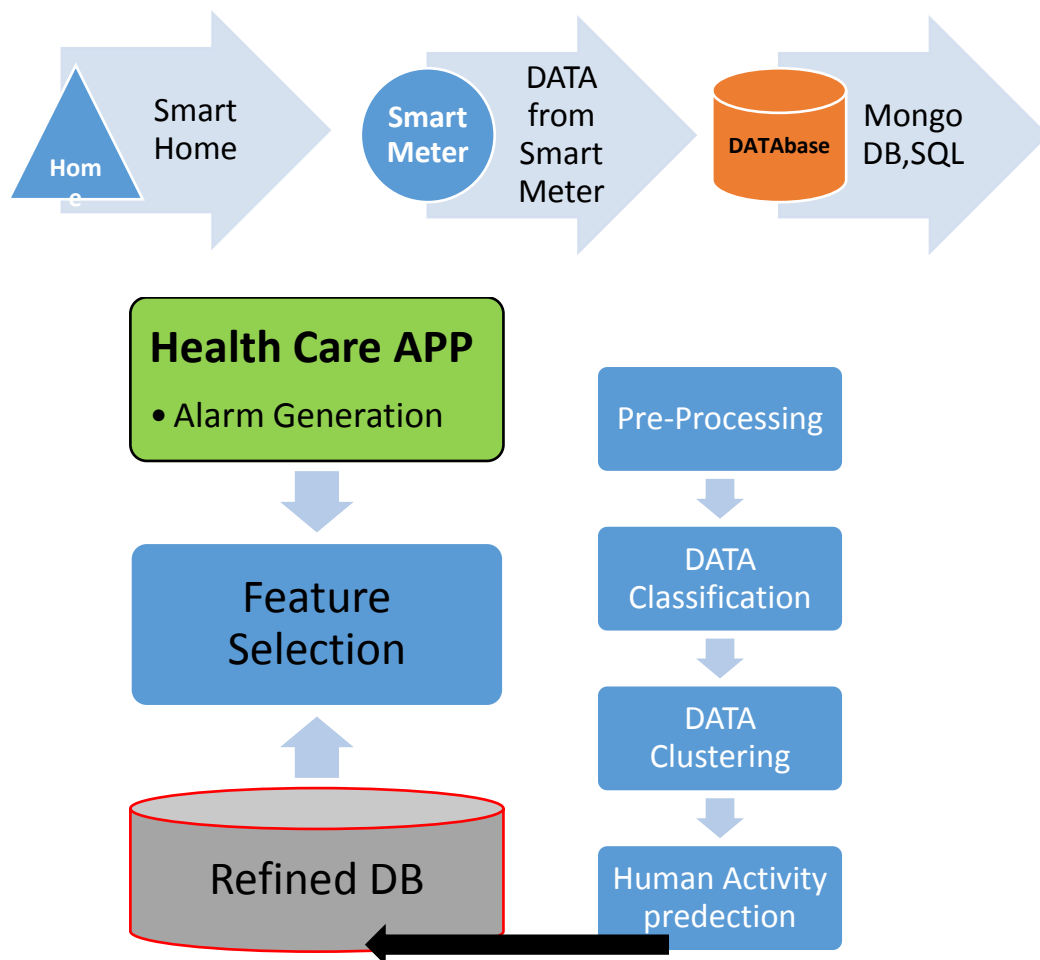 Smart
Home
Hom
e
Smart
Meter
DATA
from
Smart
Meter
DATAbase
Mongo
DB,SQL
Health Care APP
• Alarm Generation
Feature
Selection
Refined DB
Pre-Processing
DATA
Classification
DATA
Clustering
Human Activity
predection